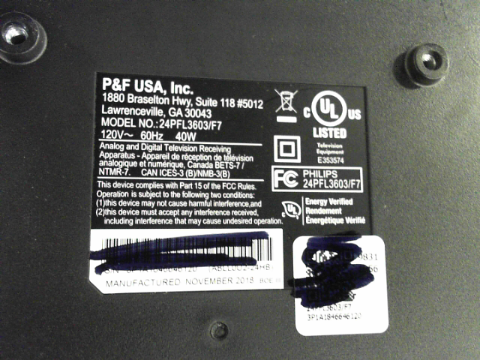 P&F USA, Inc.
1880 Braselton Hwy, Suite 118 #5012
Lawrenceville, GA 30043
MODEL NO.:24PFL3603/F7
120V~ 60Hz 40W
Analog and Digital Television Receiving
Apparatus - Appareil de réception de télévision
analogique et numérique, Canada BETS-7 /
NTMR-7. CAN ICES-3 (B)/NMB-3(B)
This device complies with Part 15 of the FCC Rules.
Operation is subject to the following two conditions:
(1)this device may not cause harmful interference,and
(2)this device must accept any interference received,
including interference that may cause undesired operation.
C UL US
LISTED
Television
Equipment
E353574
FC PHILIPS
24PFL3603/F7
Energy Verified
Rendement
Énergétique Vérifié
MANUFACTURED: NOVEMBER 2018
24PFL3603/F7